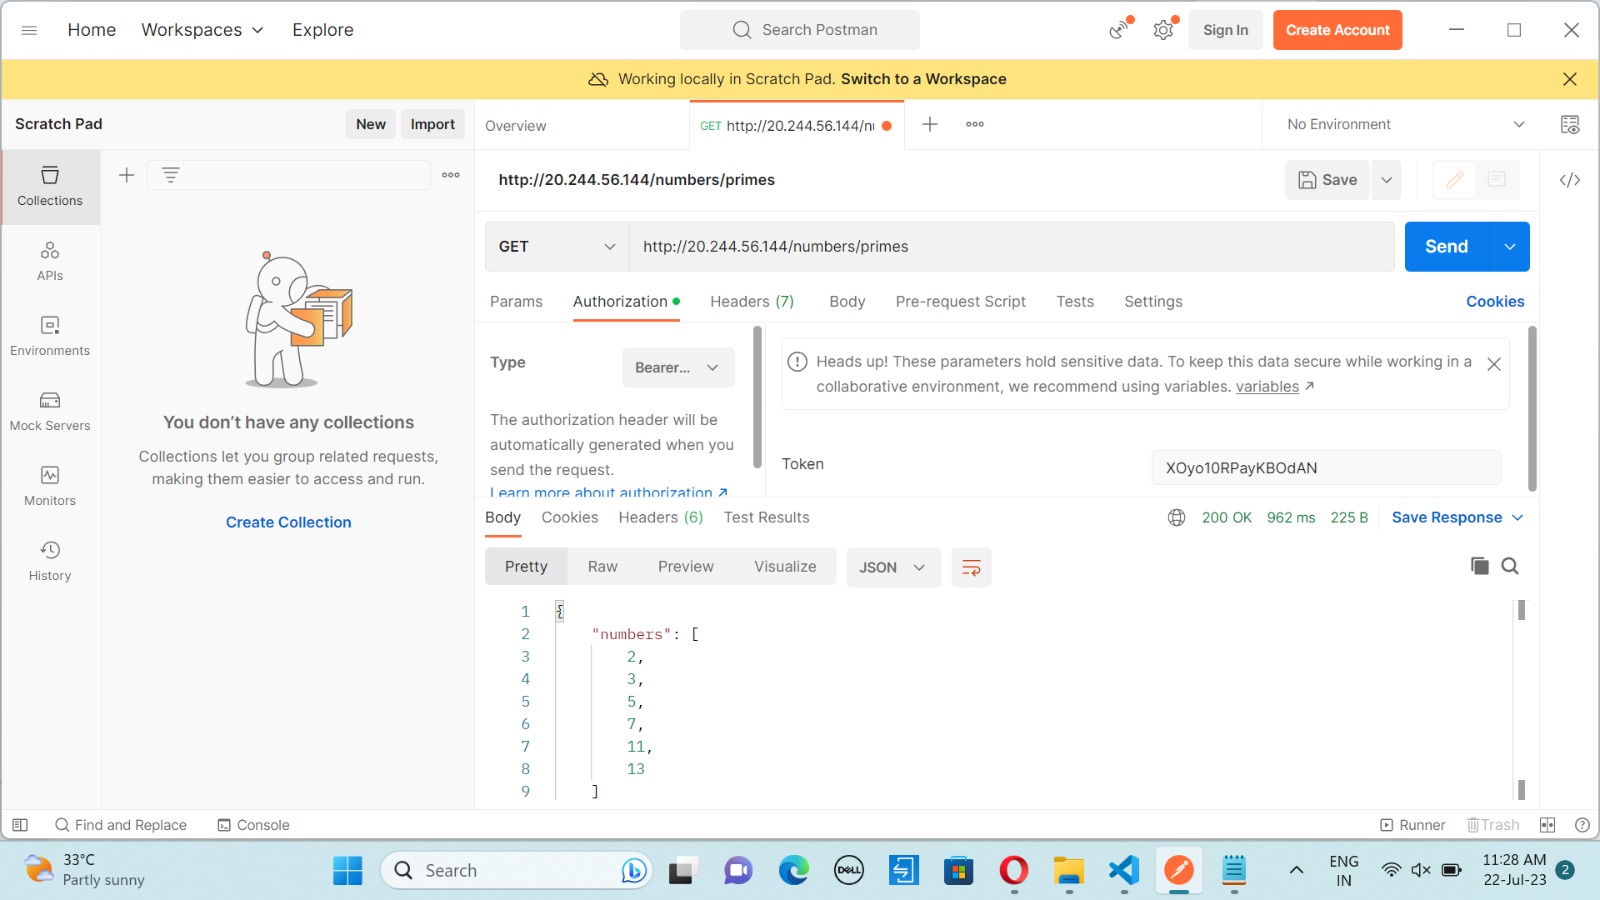 Home Workspaces Explore Search Postman Sign In Create Account
Working locally in Scratch Pad. Switch to a Workspace
Scratch Pad New Import Overview GET http://20.244.56.144/nu No Environment
http://20.244.56.144/numbers/primes Save
Collections
GET http://20.244.56.144/numbers/primes Send
APIs
Params Authorization Headers (7) Body Pre-request Script Tests Settings Cookies
Environments
Type Bearer...
Heads up! These parameters hold sensitive data. To keep this data secure while working in a
collaborative environment, we recommend using variables. variables
Mock Servers
You don’t have any collections
Collections let you group related requests,
making them easier to access and run.
Create Collection
The authorization header will be
automatically generated when you
send the request.
Learn more about authorization
Token XOyo10RPayKBOdAN
Monitors
History
Body Cookies Headers (6) Test Results 200 OK 962 ms 225 B Save Response
Pretty Raw Preview Visualize JSON
1 {
2 "numbers": [
3 2,
4 3,
5 5,
6 7,
7 11,
8 13
9 ]
Find and Replace Console Runner Trash
33°C
Partly sunny
Search
DELL
ENG
IN
11:28 AM
22-Jul-23
2